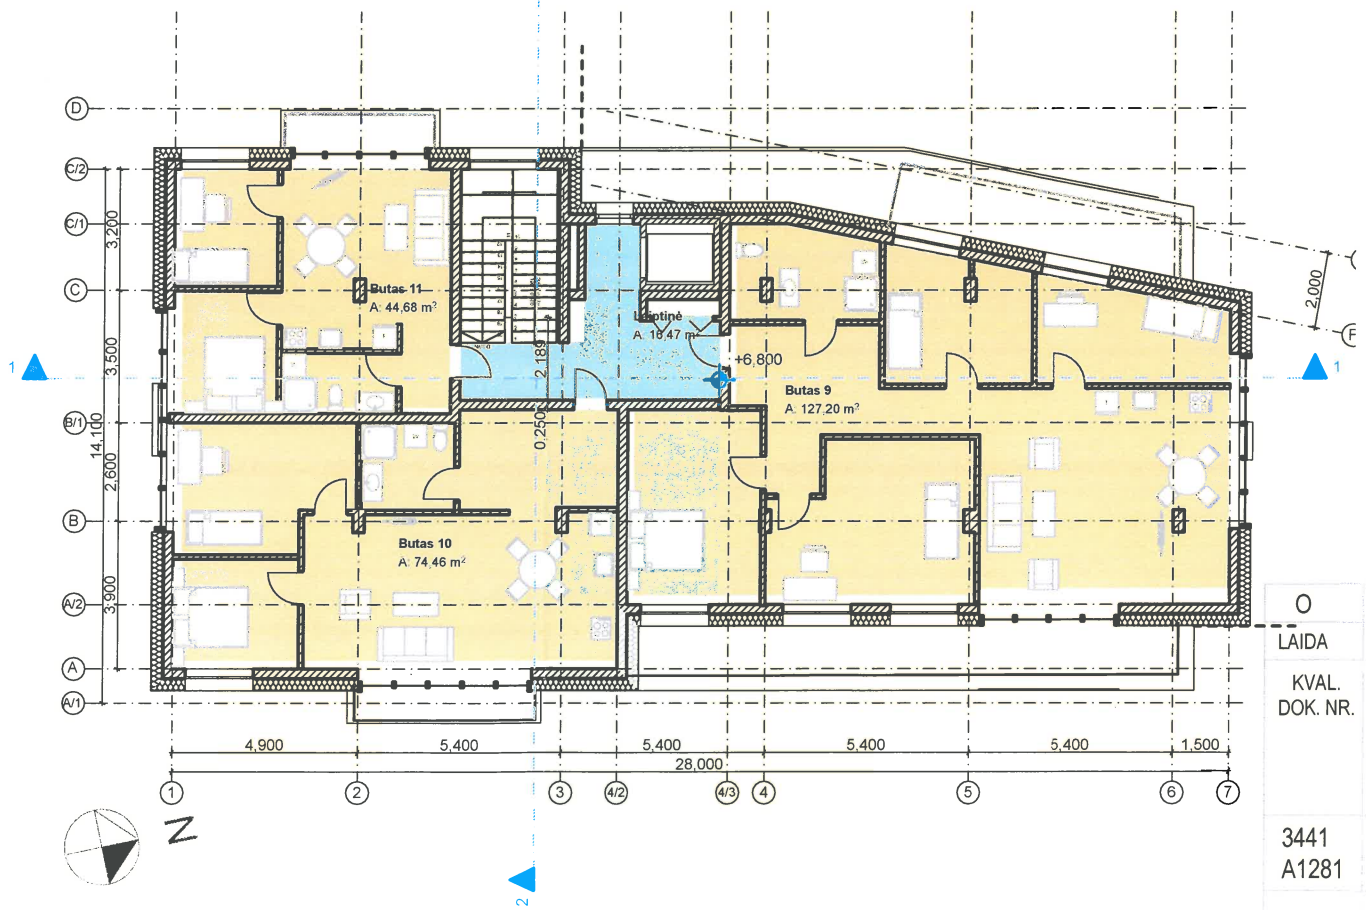 D
C/2
C/1
C
B/1
B
A/2
A
A/1
3,200
3,500
14,100
2,600
3,900
1
1
Butas 11
A: 44,68 m²
A: 16,47 m²
2,189
0,250
+6,800
Butas 9
A: 127,20 m²
Butas 10
A: 74,46 m²
2,000
4,900
5,400
5,400
5,400
5,400
1,500
28,000
1
2
3
4/2
4/3
4
5
6
7
N
2
O
LAIDA
KVAL.
DOK. NR.
3441
A1281